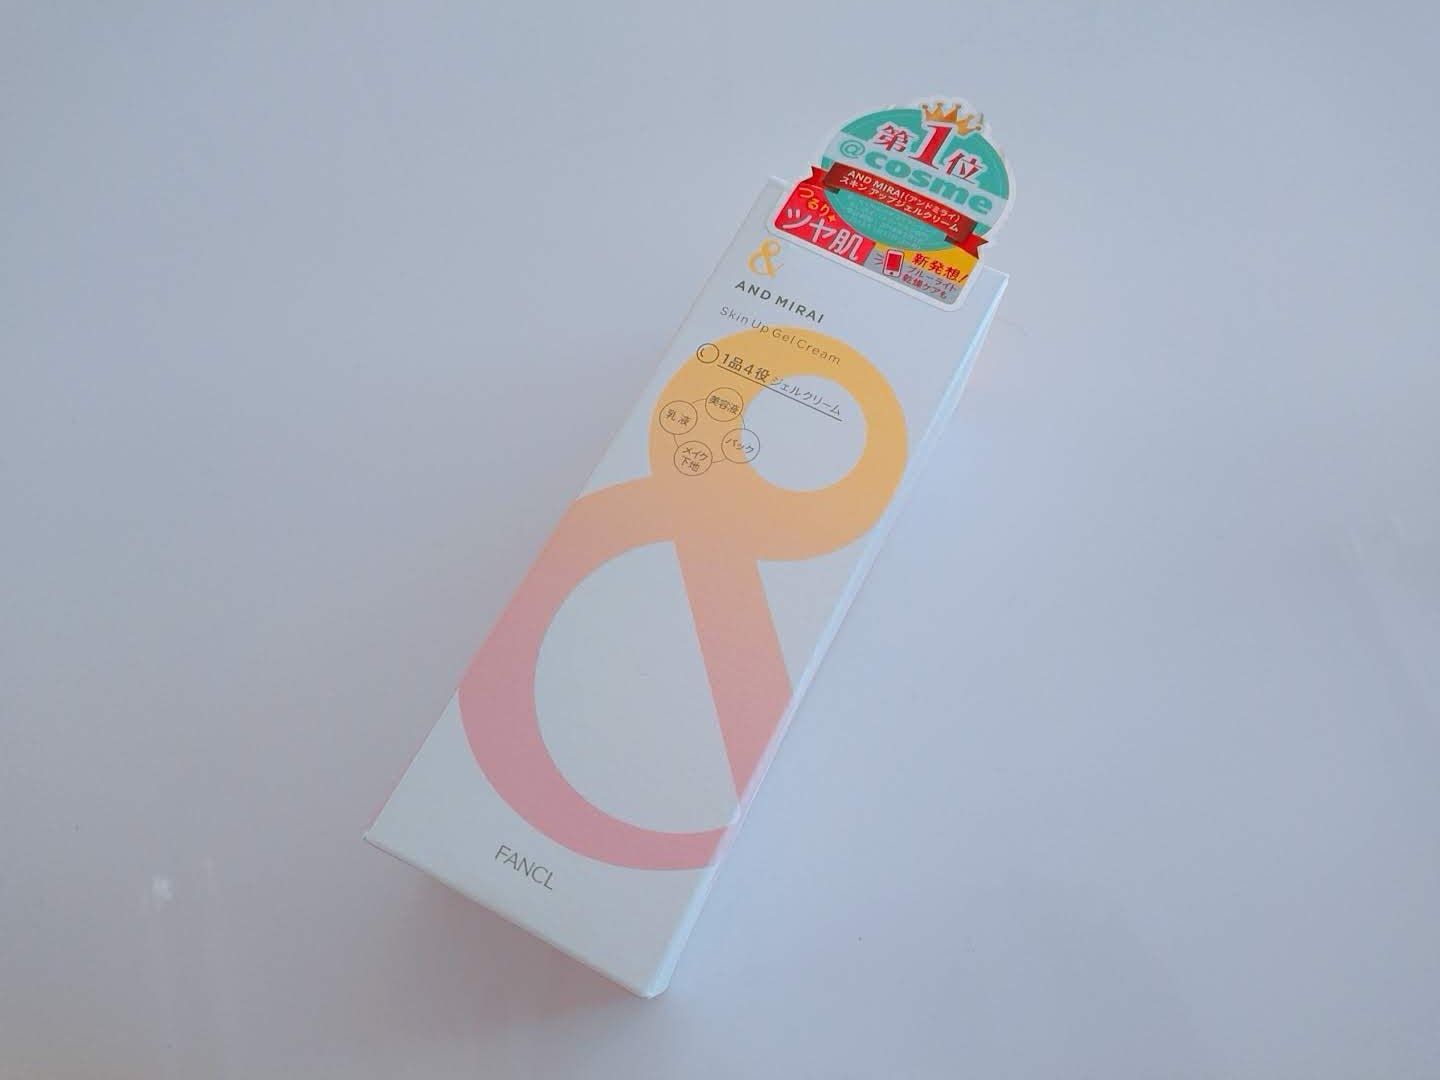 第1位
@cosme
AND MIRAI(アンドミライ)
スキンアップジェルクリーム
つるり
ツヤ肌
新発想!
ブルーライト
乾燥ケアも
&
AND MIRAI
Skin Up Gel Cream
1品4役 ジェルクリーム
美容液
乳液
パック
メイク
下地
&
FANCL